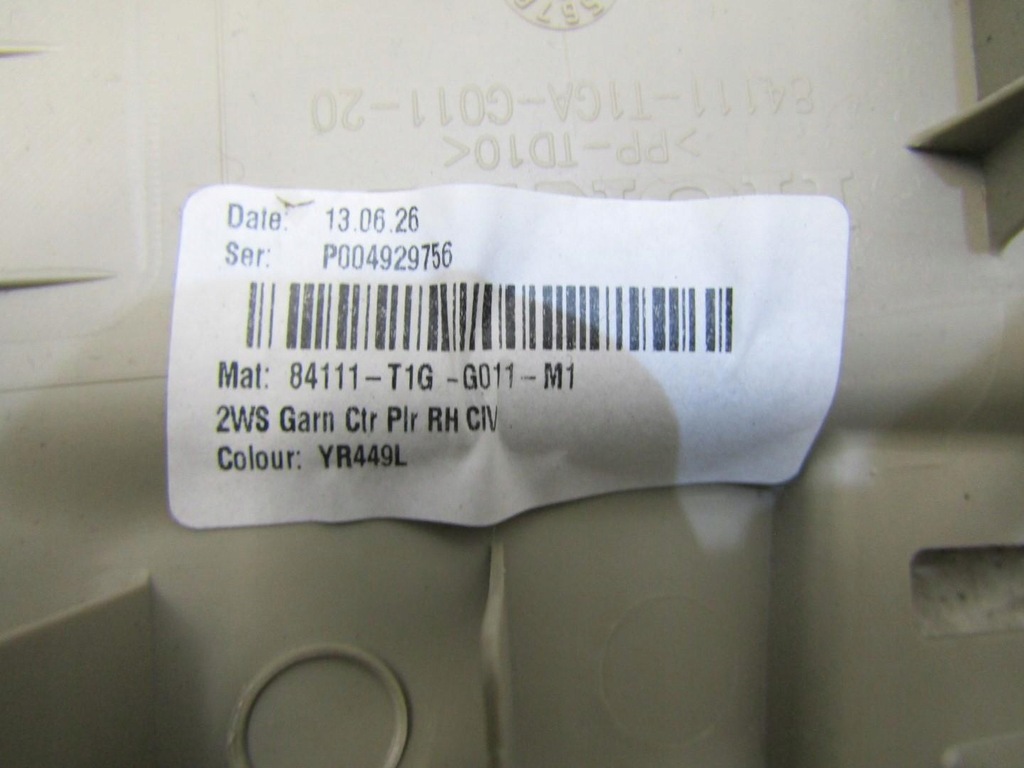 84111-T1GA-G011-20
>PP-TD10<
Date: 13.06.26
Ser: P004929756
Mat: 84111-T1G -G011-M1
2WS Garn Ctr Plr RH CIV
Colour: YR449L